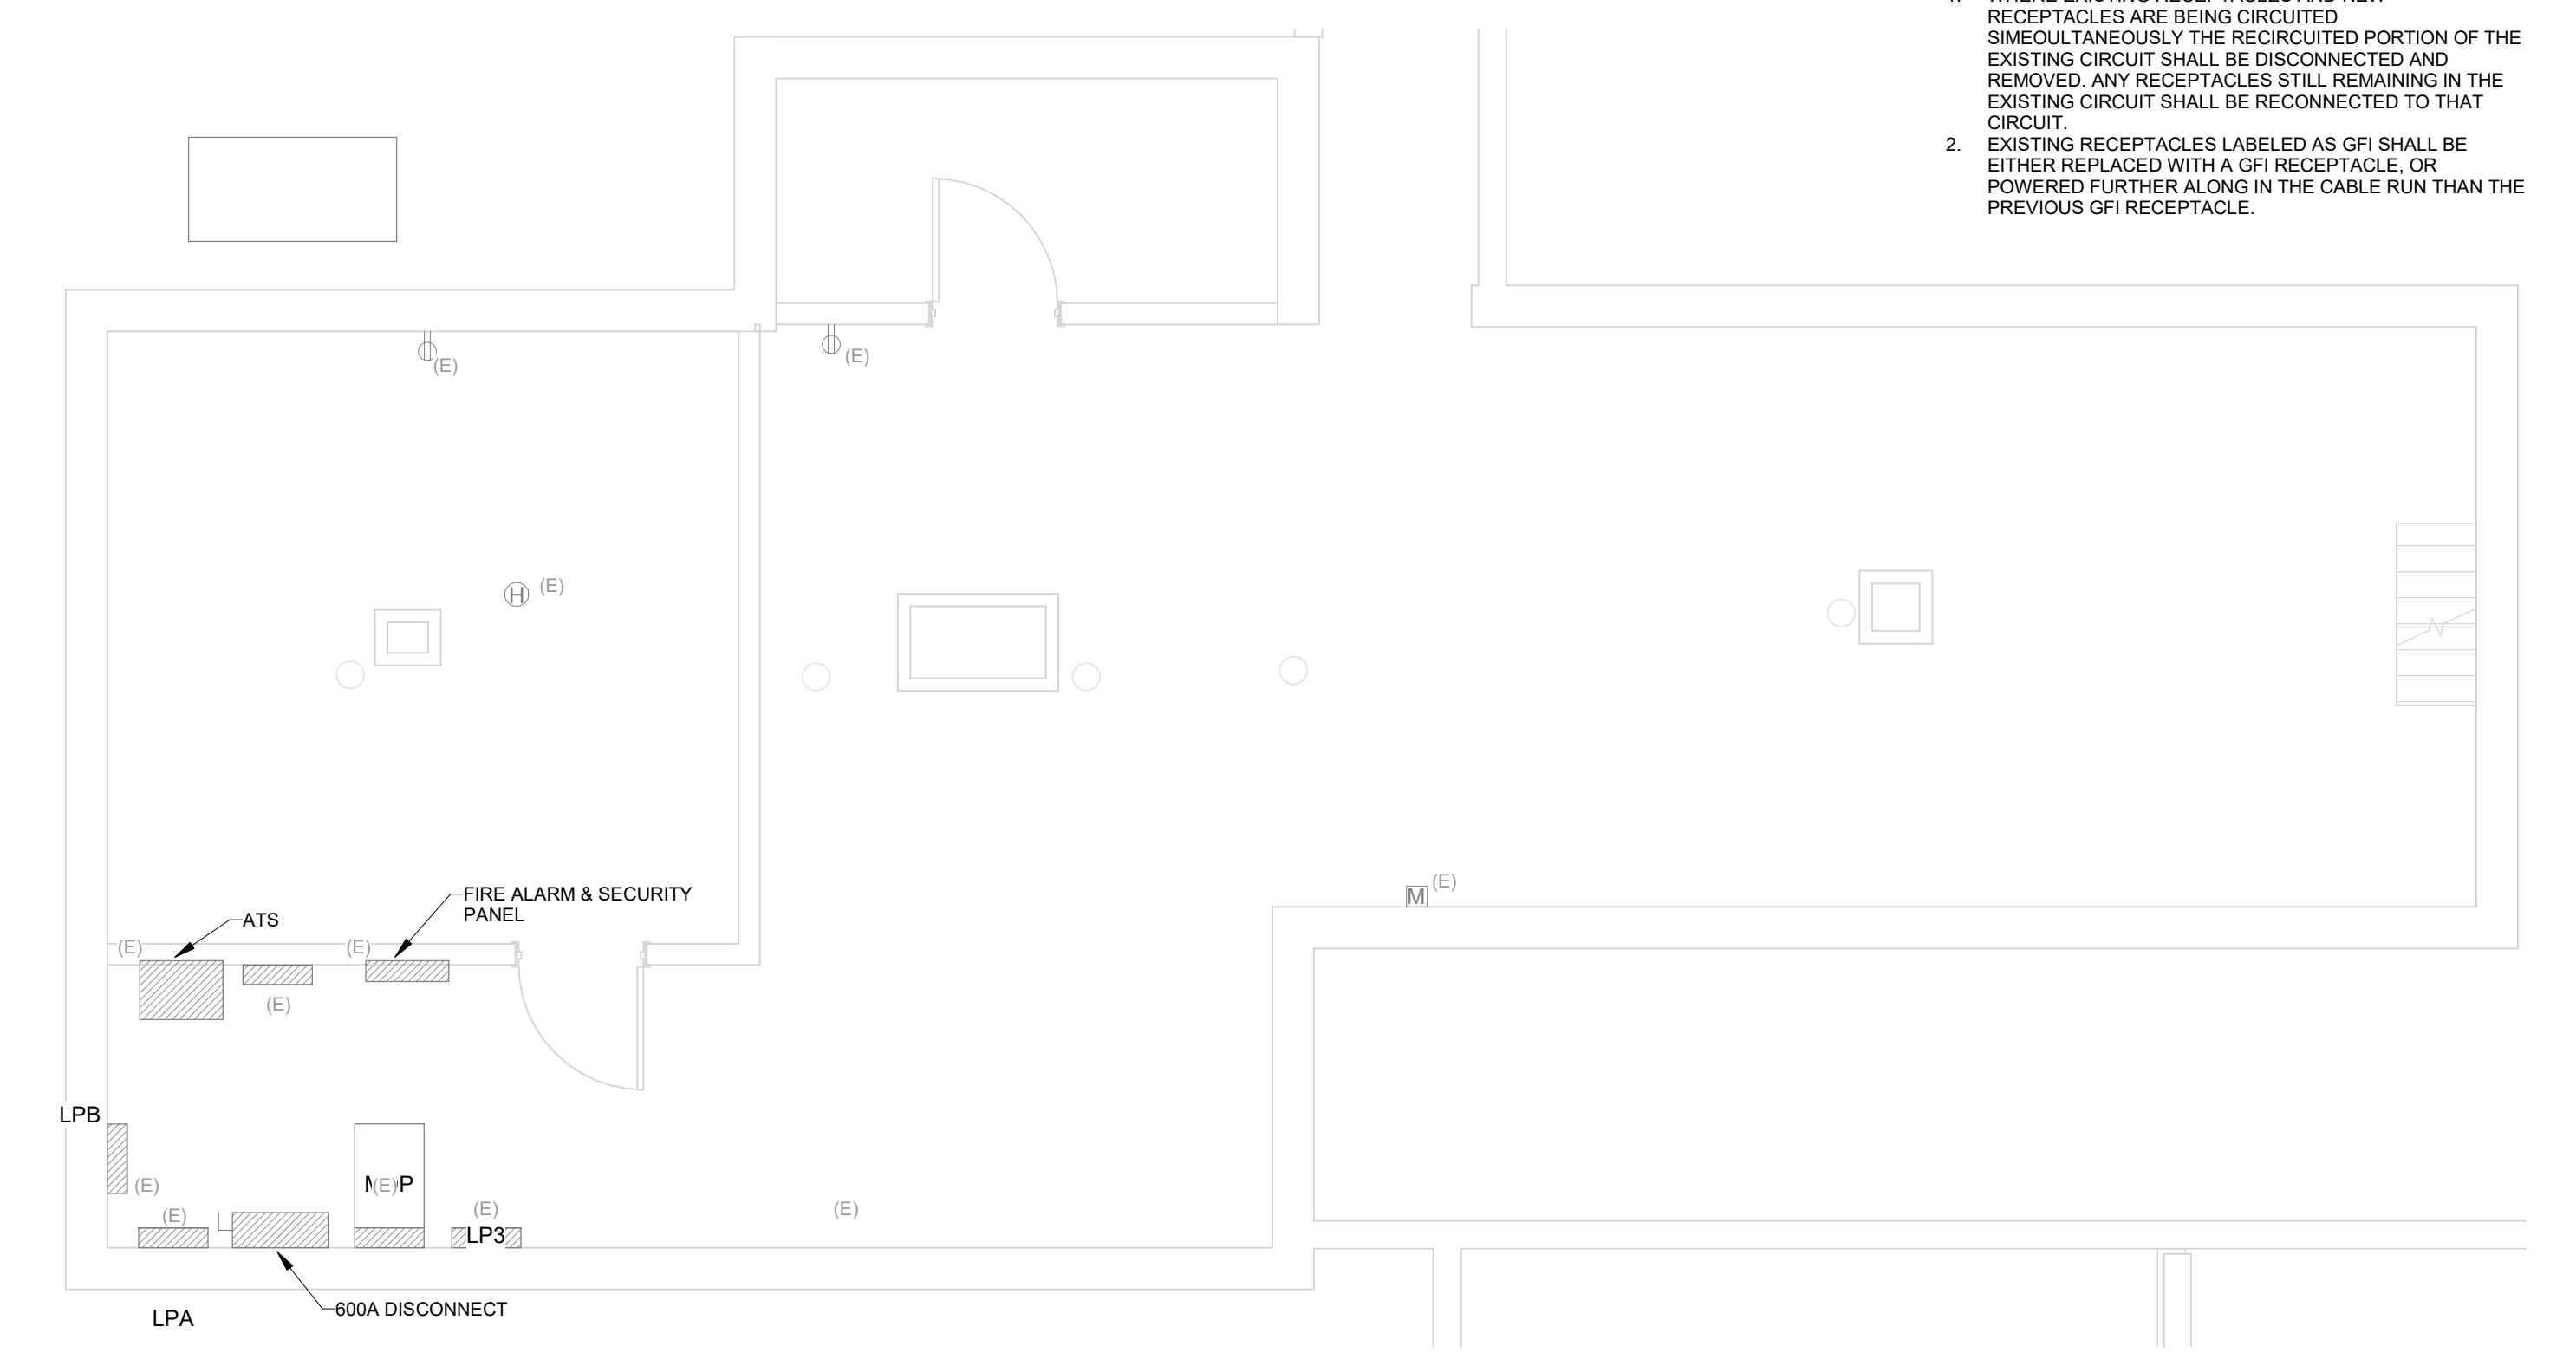 RECEPTACLES ARE BEING CIRCUITED
SIMEOULTANEOUSLY THE RECIRCUITED PORTION OF THE
EXISTING CIRCUIT SHALL BE DISCONNECTED AND
REMOVED. ANY RECEPTACLES STILL REMAINING IN THE
EXISTING CIRCUIT SHALL BE RECONNECTED TO THAT
CIRCUIT.
2. EXISTING RECEPTACLES LABELED AS GFI SHALL BE
EITHER REPLACED WITH A GFI RECEPTACLE, OR
POWERED FURTHER ALONG IN THE CABLE RUN THAN THE
PREVIOUS GFI RECEPTACLE.
(E)
(E)
H (E)
(E)
M
FIRE ALARM & SECURITY
PANEL
ATS
(E)
(E)
(E)
LPB
(E)
(E)
(E)
(E)
(E)
LP3
600A DISCONNECT
LPA